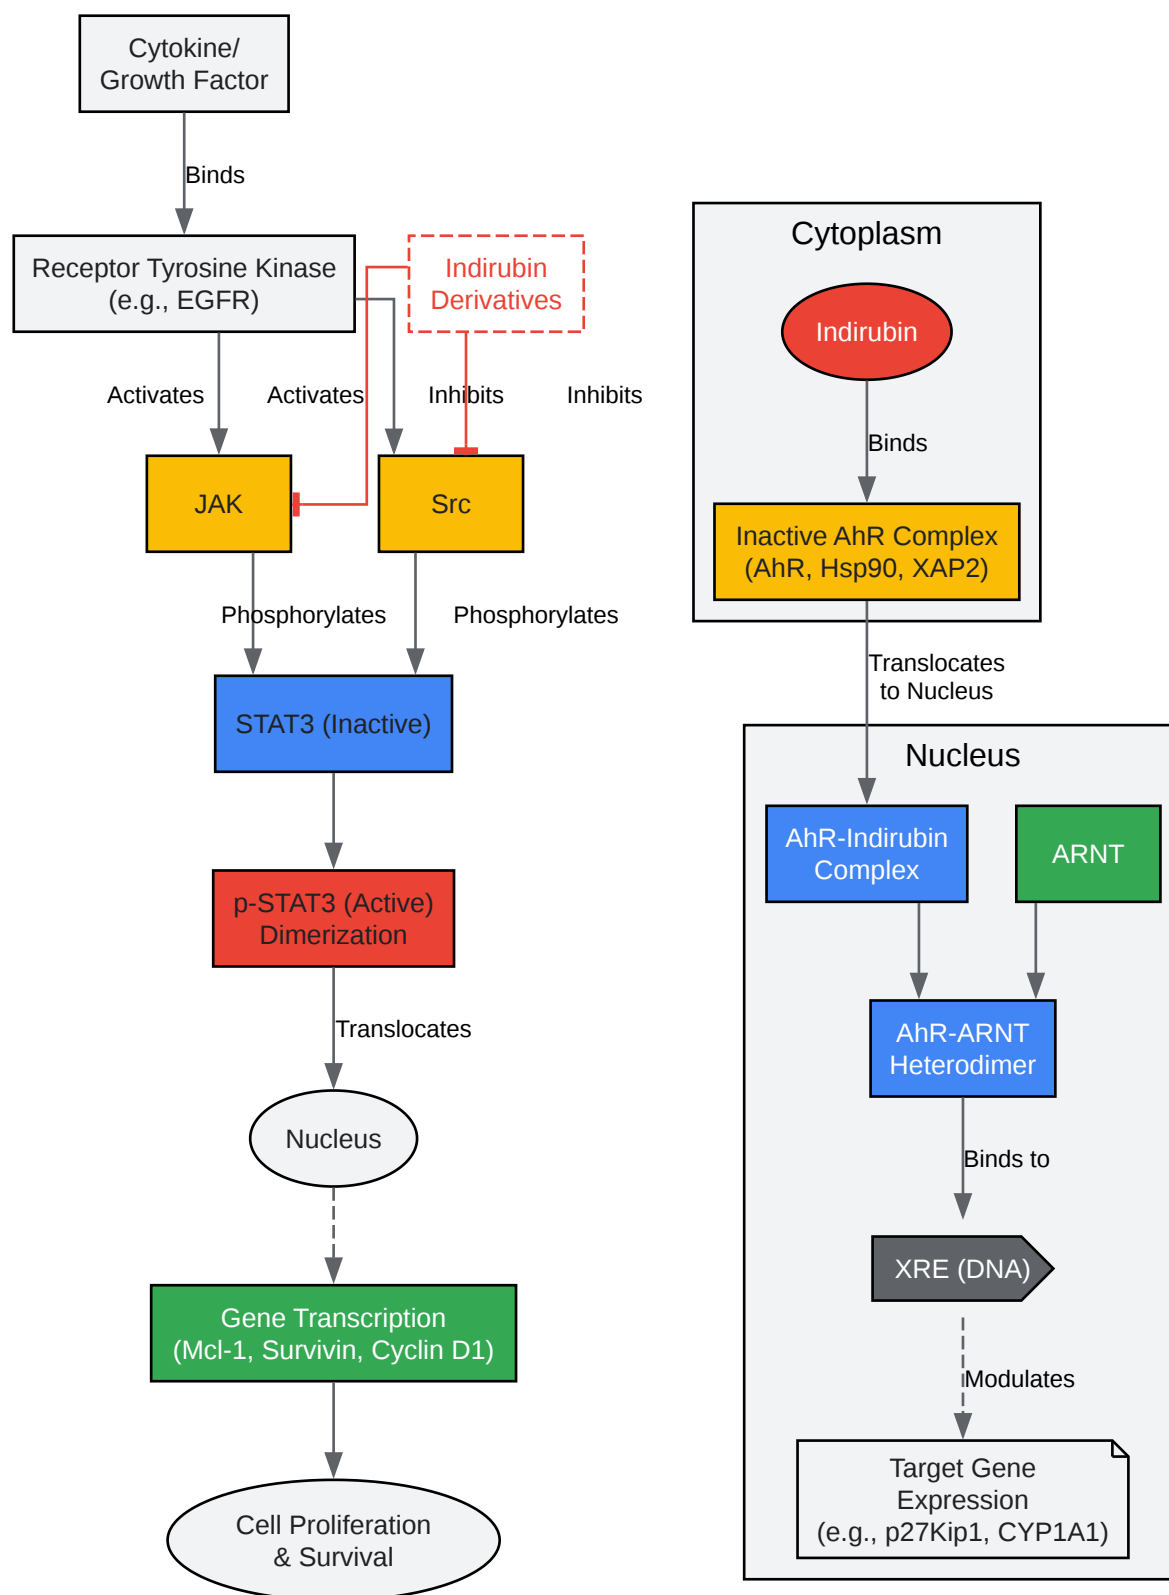 Cytokine/
Growth Factor
Binds
Receptor Tyrosine Kinase
(e.g., EGFR)
Indirubin
Derivatives
Activates
Activates
Inhibits
Inhibits
JAK
Src
Phosphorylates
Phosphorylates
STAT3 (Inactive)
p-STAT3 (Active)
Dimerization
Translocates
Nucleus
Gene Transcription
(Mcl-1, Survivin, Cyclin D1)
Cell Proliferation
& Survival
Cytoplasm
Indirubin
Binds
Inactive AhR Complex
(AhR, Hsp90, XAP2)
Translocates
to Nucleus
Nucleus
AhR-Indirubin
Complex
ARNT
AhR-ARNT
Heterodimer
Binds to
XRE (DNA)
Modulates
Target Gene
Expression
(e.g., p27Kip1, CYP1A1)